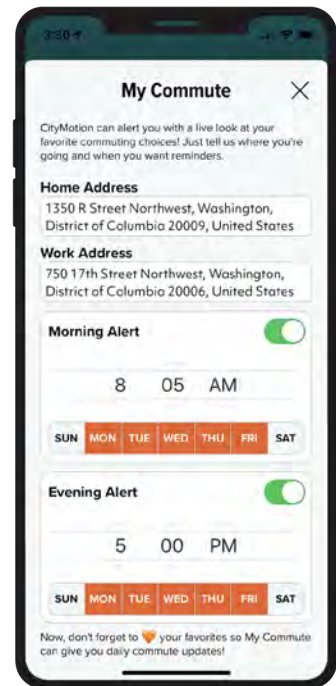 3:30
My Commute
CityMotion can alert you with a live look at your
favorite commuting choices! Just tell us where you're
going and when you want reminders.
Home Address
1350 R Street Northwest, Washington,
District of Columbia 20009, United States
Work Address
750 17th Street Northwest, Washington,
District of Columbia 20006, United States
Morning Alert
8 05 AM
SUN MON TUE WED THU FRI SAT
Evening Alert
5 00 PM
SUN MON TUE WED THU FRI SAT
Now, don't forget to 🧡 your favorites so My Commute
can give you daily commute updates!